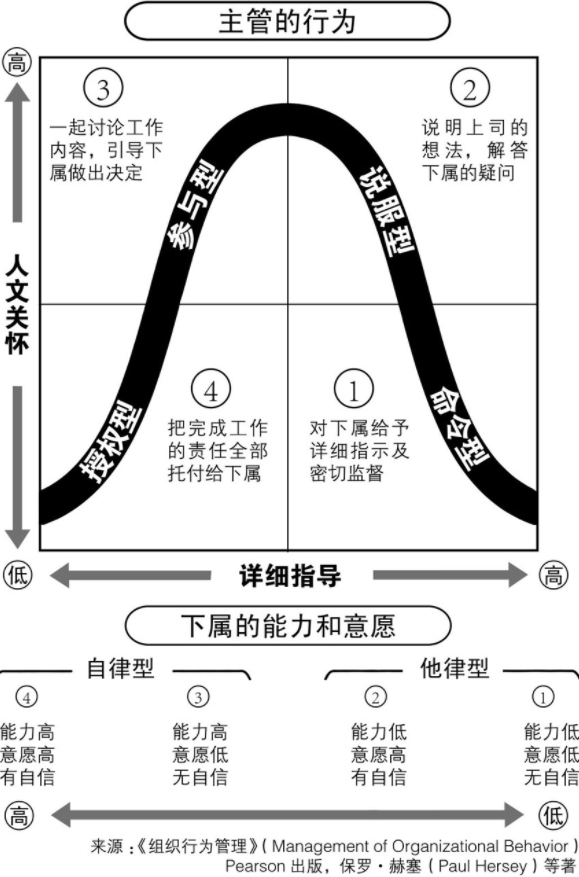 主管的行为
高
③
一起讨论工作
内容，引导下
属做出决定
②
说明上司的
想法，解答
下属的疑问
参与型
说服型
人文关怀
④
把完成工作
的责任全部
托付给下属
①
对下属给予
详细指示及
密切监督
授权型
命令型
低
详细指导
高
下属的能力和意愿
自律型
他律型
④
能力高
意愿高
有自信
③
能力高
意愿低
无自信
②
能力低
意愿高
有自信
①
能力低
意愿低
无自信
高
低
来源：《组织行为管理》（Management of Organizational Behavior）
Pearson 出版，保罗·赫塞（Paul Hersey）等著